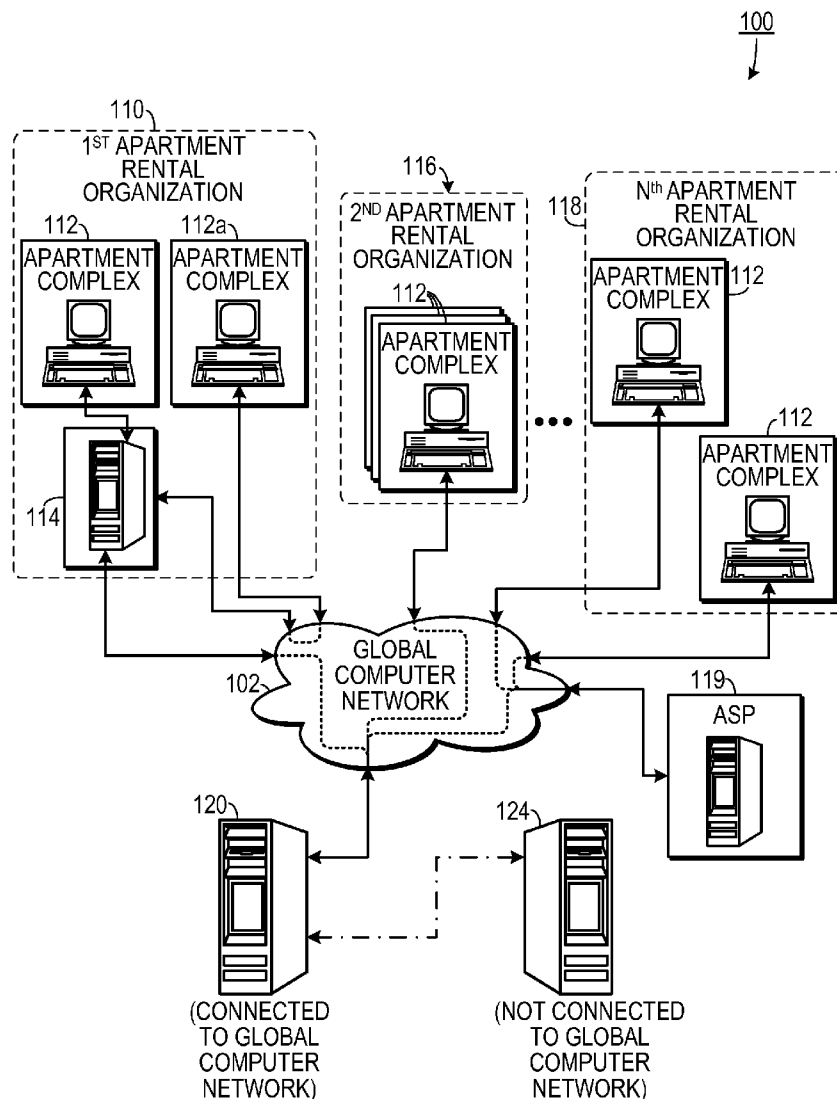 100
110
1ST APARTMENT
RENTAL
ORGANIZATION
112
APARTMENT
COMPLEX
112a
APARTMENT
COMPLEX
114
116
2ND APARTMENT
RENTAL
ORGANIZATION
112
APARTMENT
COMPLEX
118
Nth APARTMENT
RENTAL
ORGANIZATION
APARTMENT
COMPLEX
112
112
APARTMENT
COMPLEX
GLOBAL
COMPUTER
NETWORK
102
119
ASP
120
(CONNECTED
TO GLOBAL
COMPUTER
NETWORK)
124
(NOT CONNECTED
TO GLOBAL
COMPUTER
NETWORK)